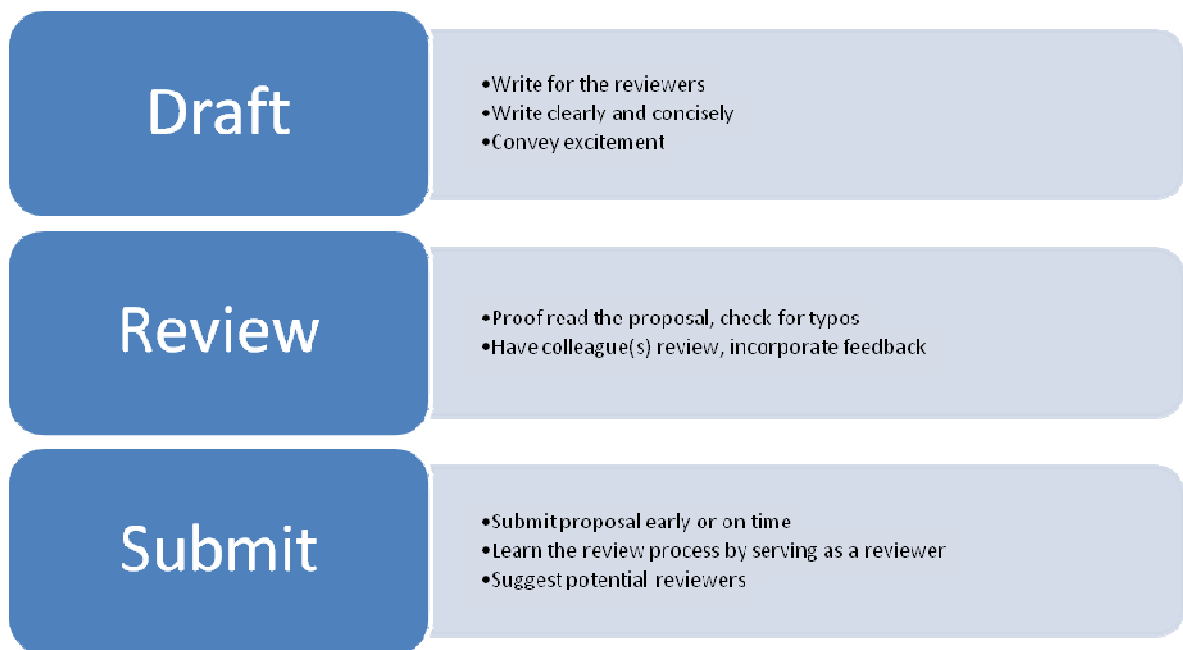 Draft
•Write for the reviewers
•Write clearly and concisely
•Convey excitement
Review
•Proof read the proposal, check for typos
•Have colleague(s) review, incorporate feedback
Submit
•Submit proposal early or on time
•Learn the review process by serving as a reviewer
•Suggest potential reviewers